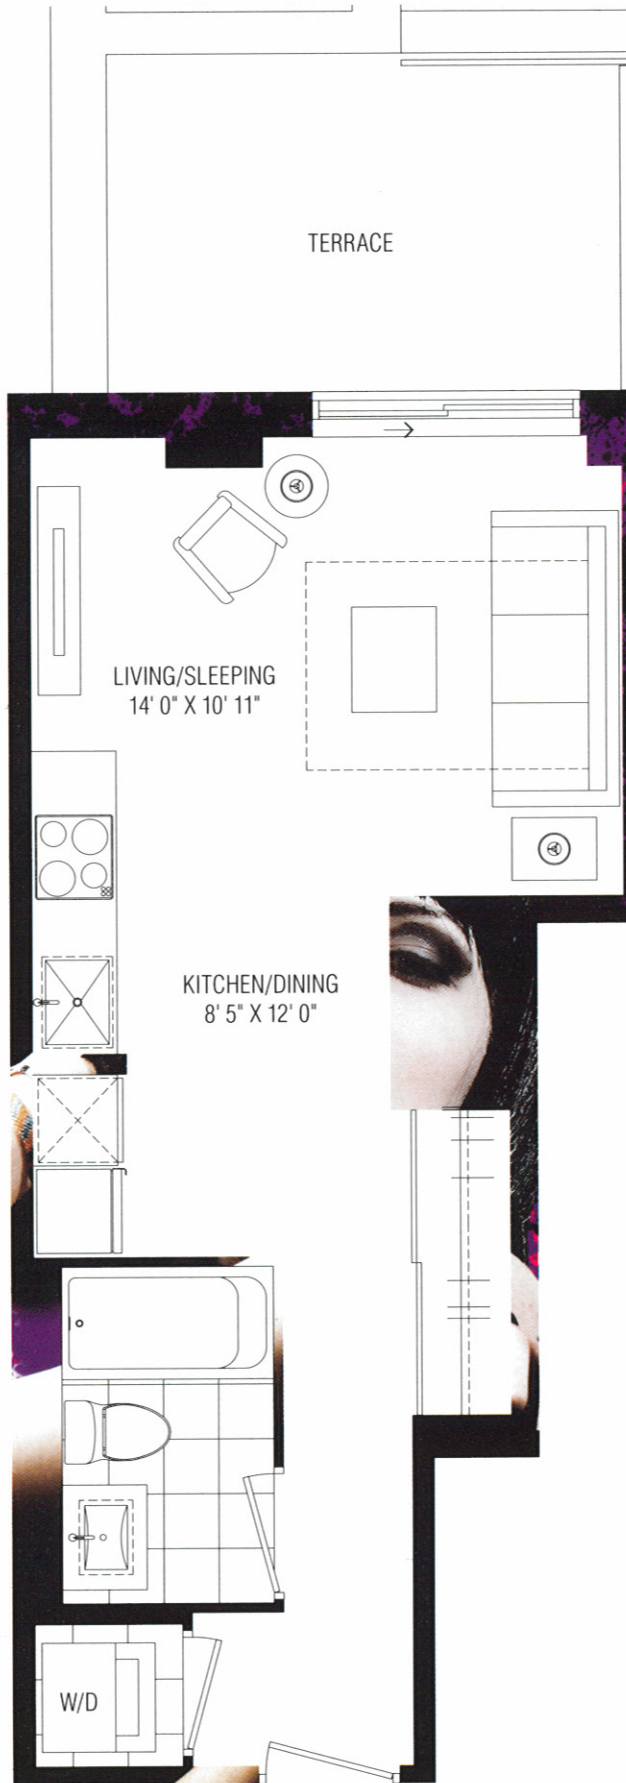 TERRACE
LIVING/SLEEPING
14' 0" X 10' 11"
KITCHEN/DINING
8' 5" X 12' 0"
W/D